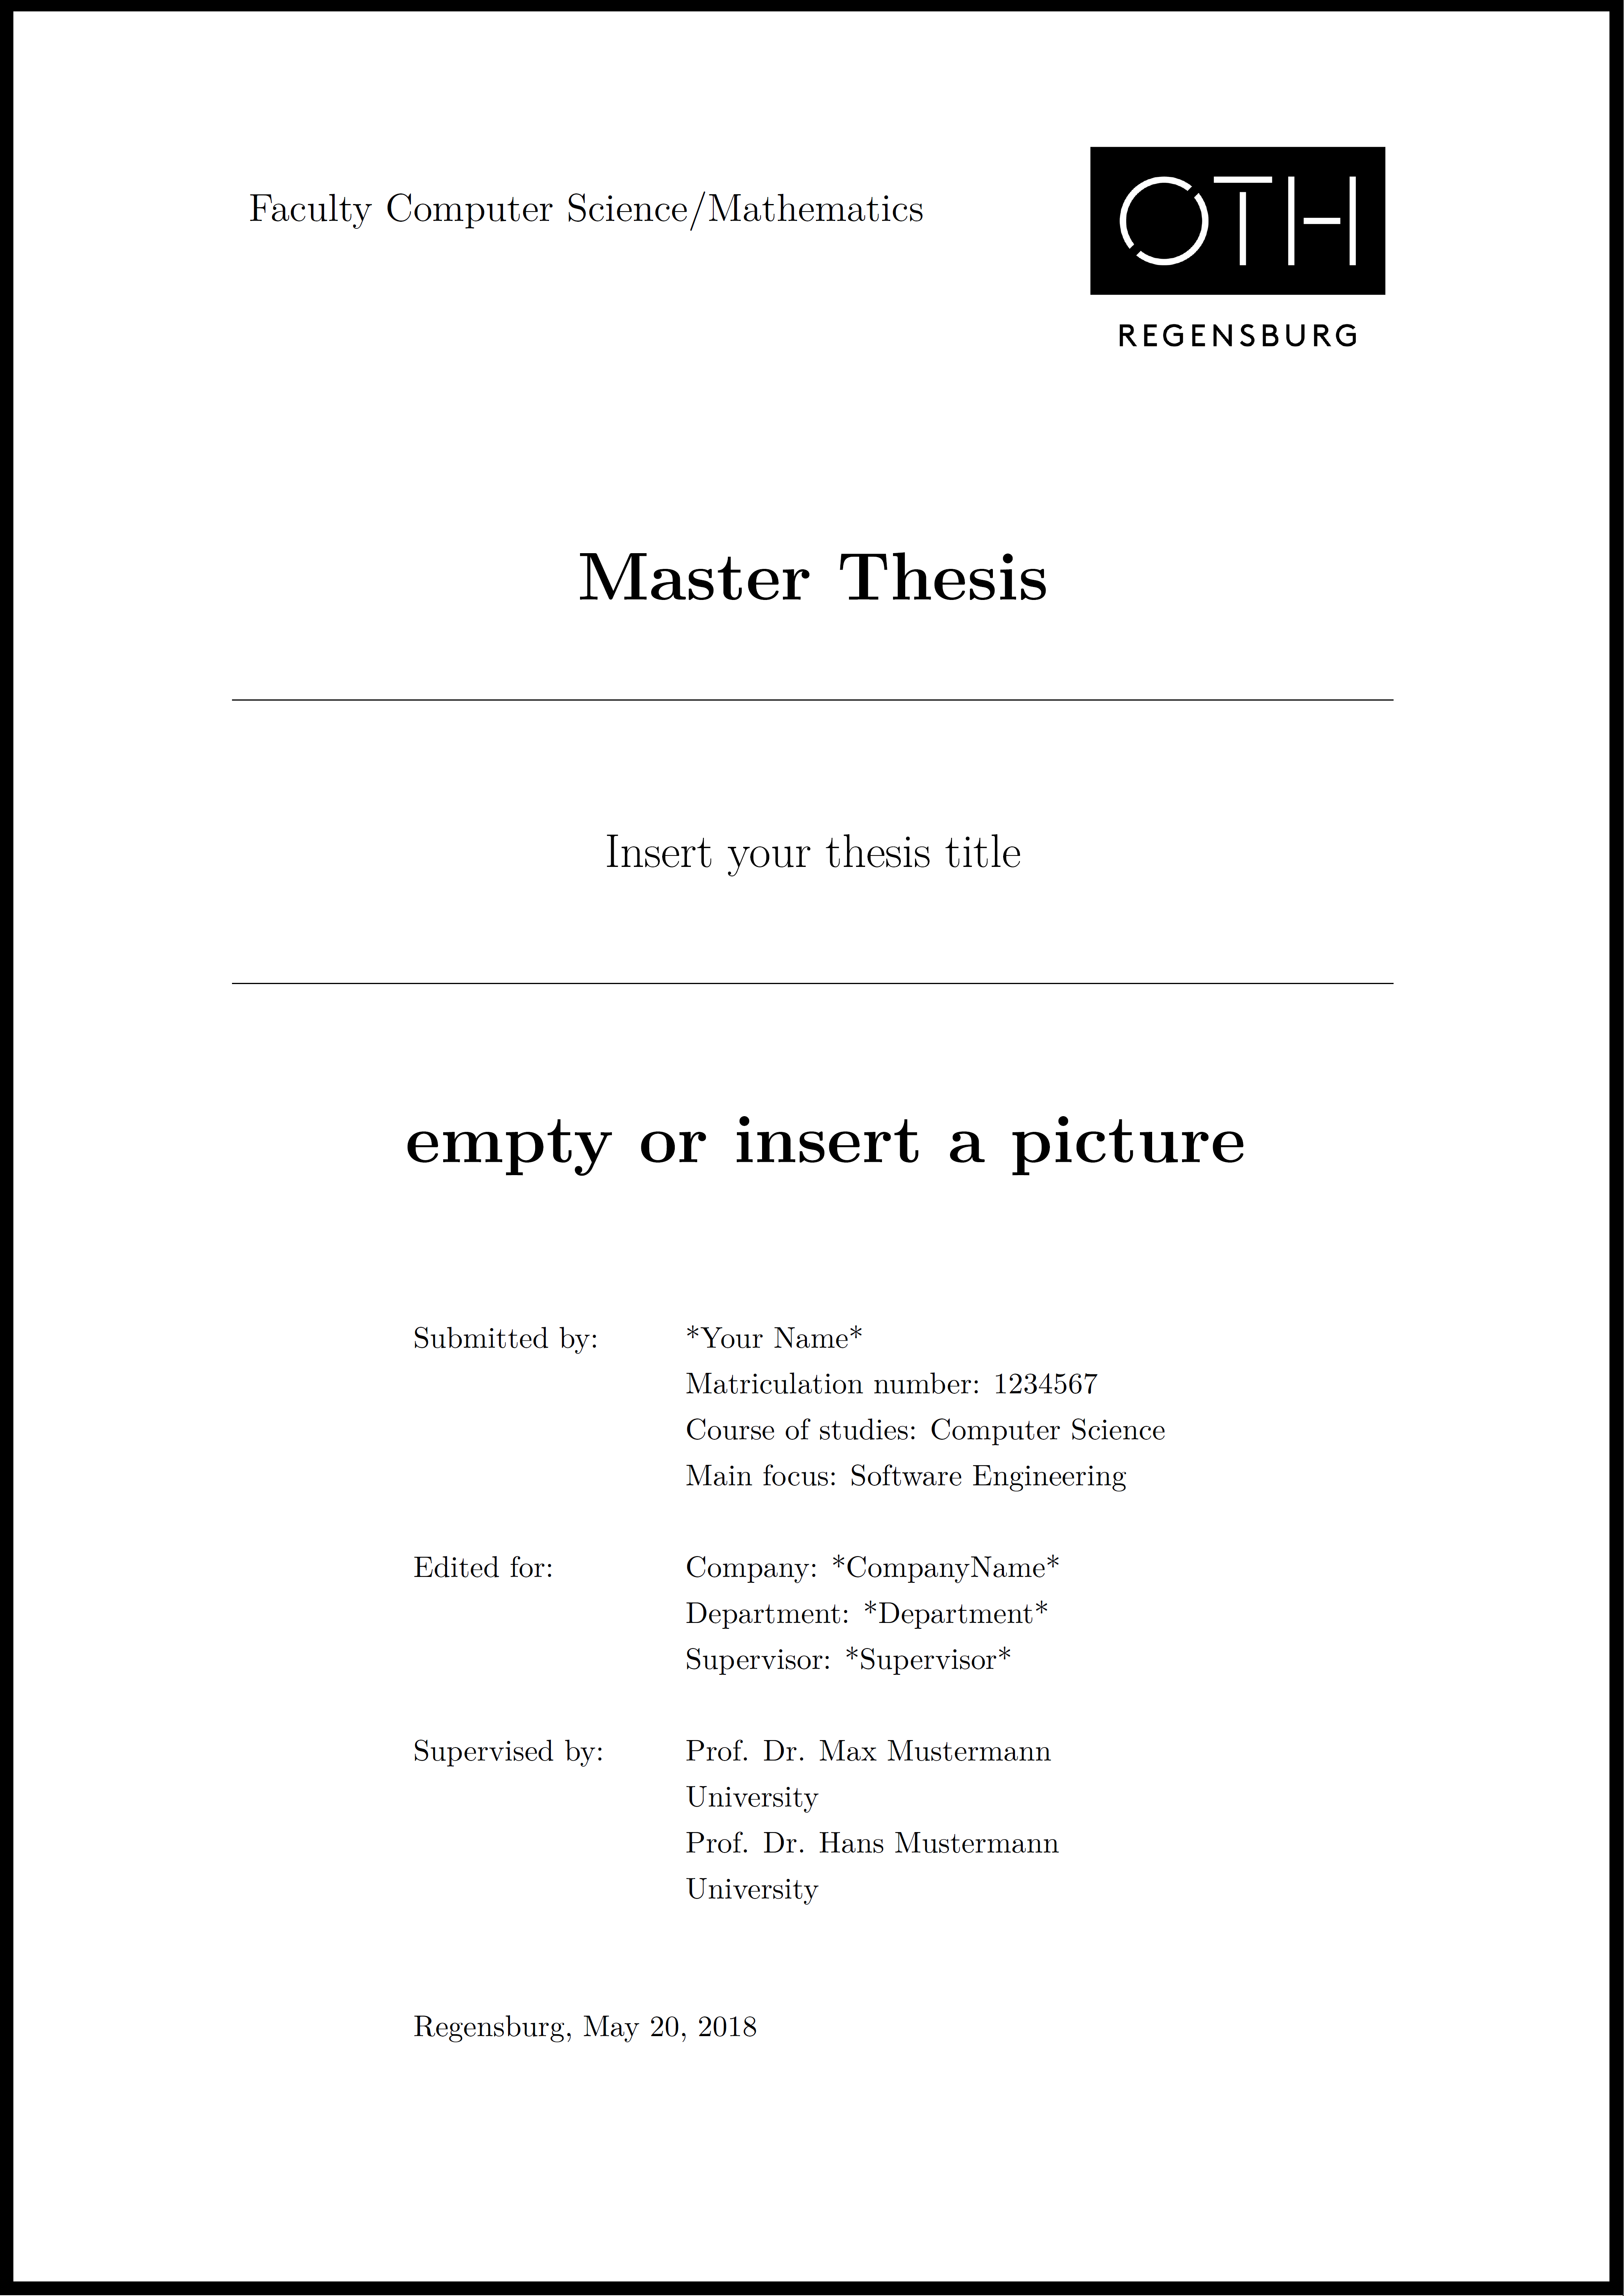 Faculty Computer Science/Mathematics
OTH
REGENSBURG
Master Thesis
Insert your thesis title
empty or insert a picture
Submitted by: *Your Name*
Matriculation number: 1234567
Course of studies: Computer Science
Main focus: Software Engineering
Edited for: Company: *CompanyName*
Department: *Department*
Supervisor: *Supervisor*
Supervised by: Prof. Dr. Max Mustermann
University
Prof. Dr. Hans Mustermann
University
Regensburg, May 20, 2018